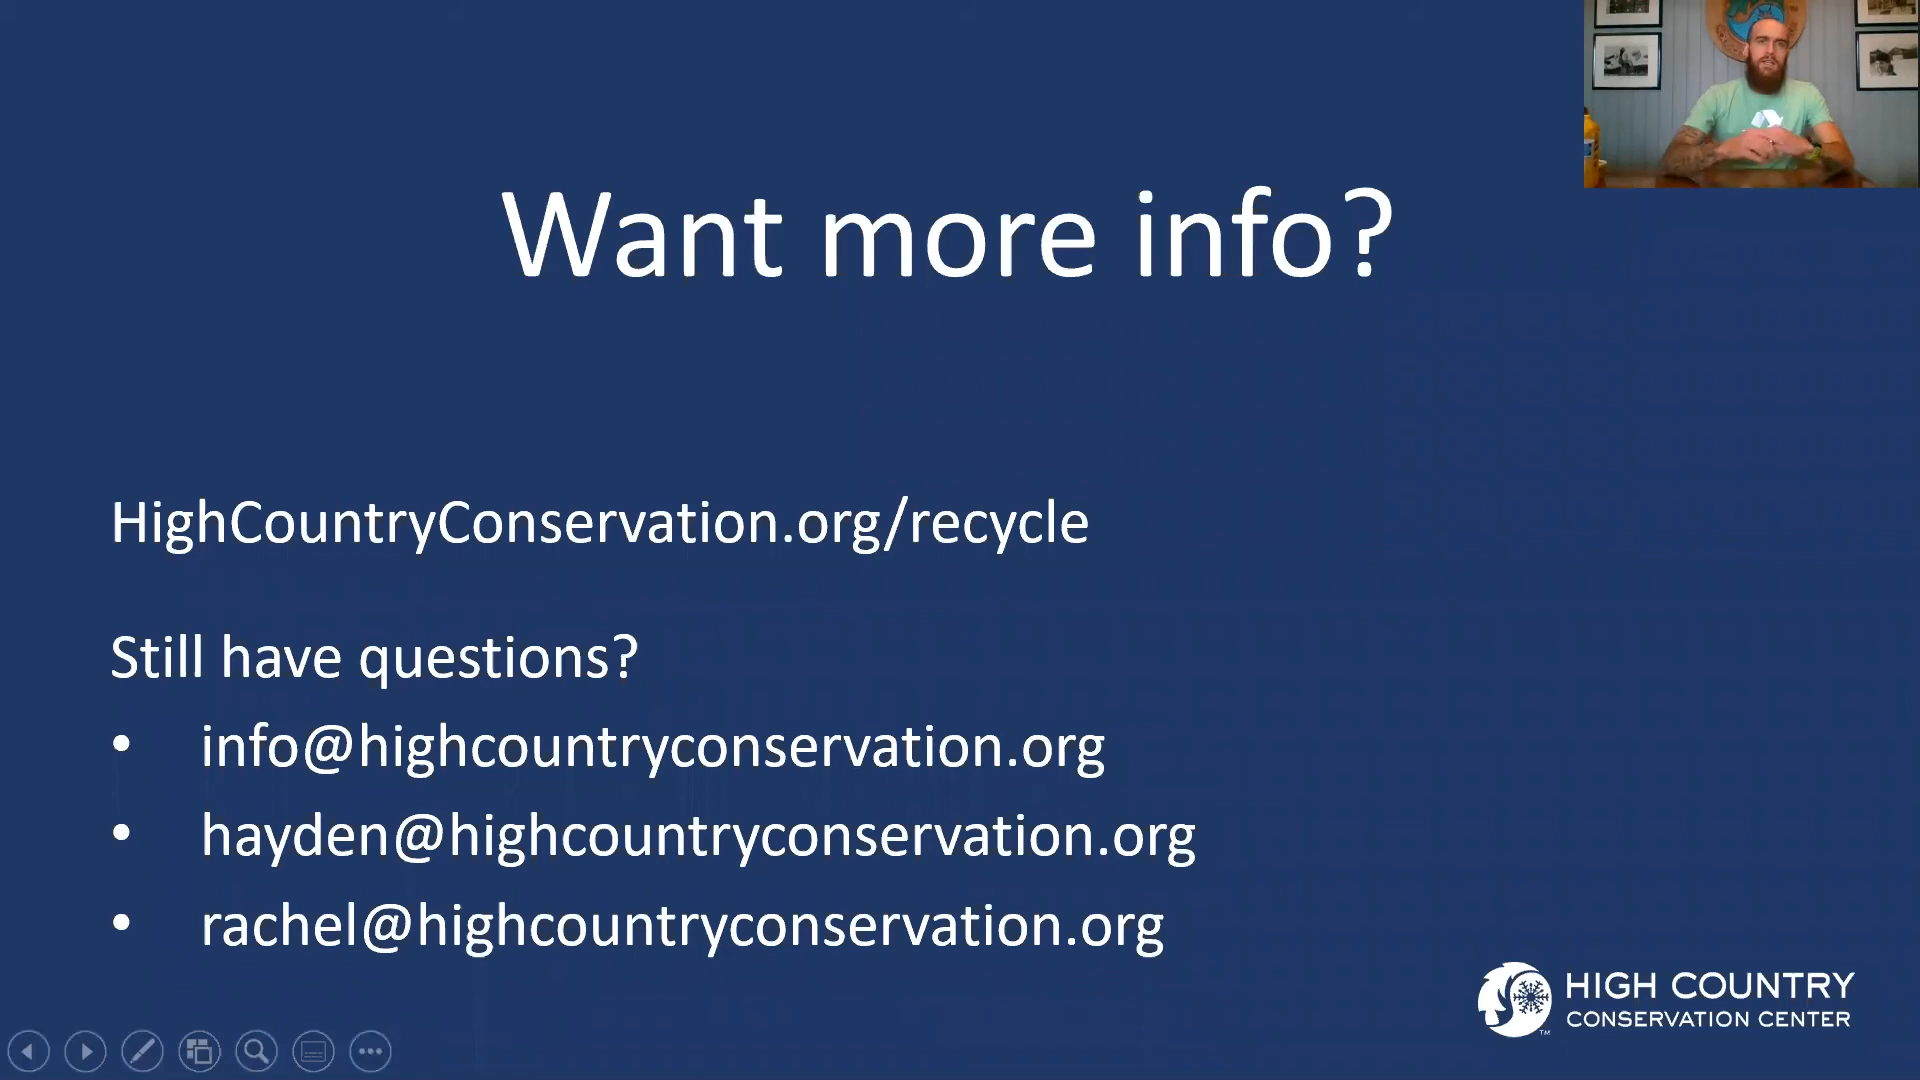 Want more info?
HighCountryConservation.org/recycle
Still have questions?
• info@highcountryconservation.org
• hayden@highcountryconservation.org
• rachel@highcountryconservation.org
HIGH COUNTRY
CONSERVATION CENTER
TM